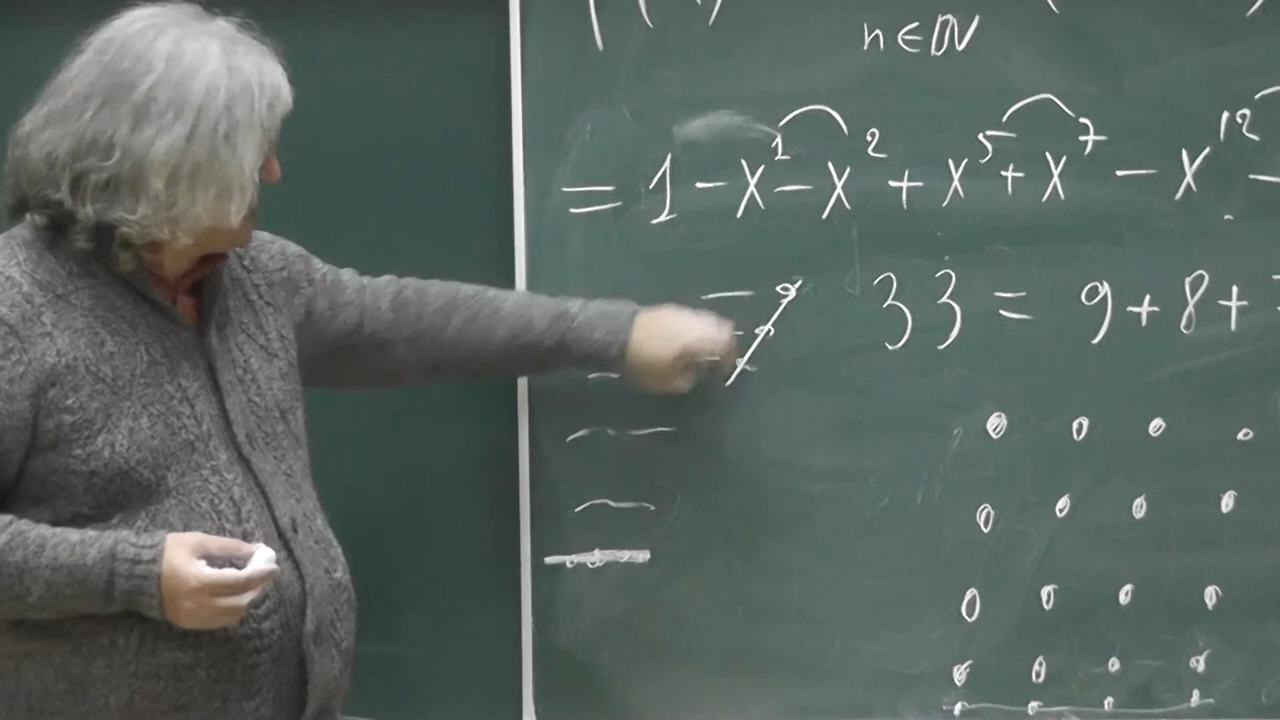 n ∈ ℕ
= 1 - x¹ - x² + x⁵ + x⁷ - x¹² -
33 = 9 + 8 +